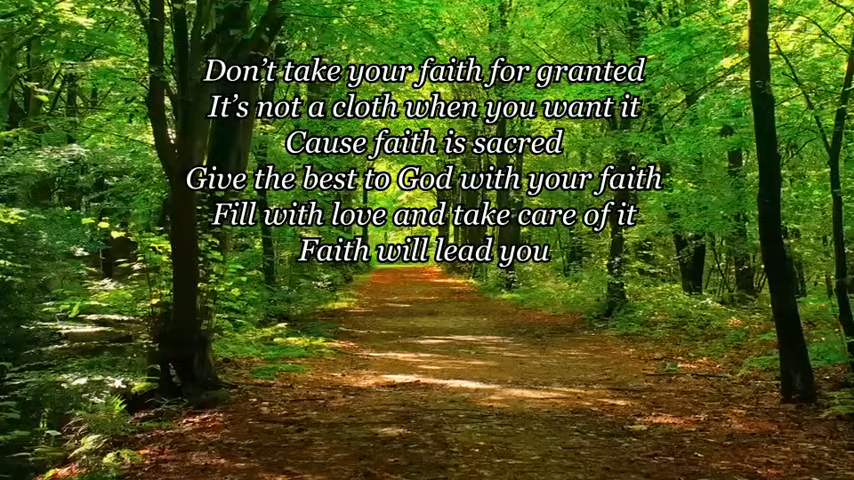 Don't take your faith for granted
It's not a cloth when you want it
Cause faith is sacred
Give the best to God with your faith
Fill with love and take care of it
Faith will lead you